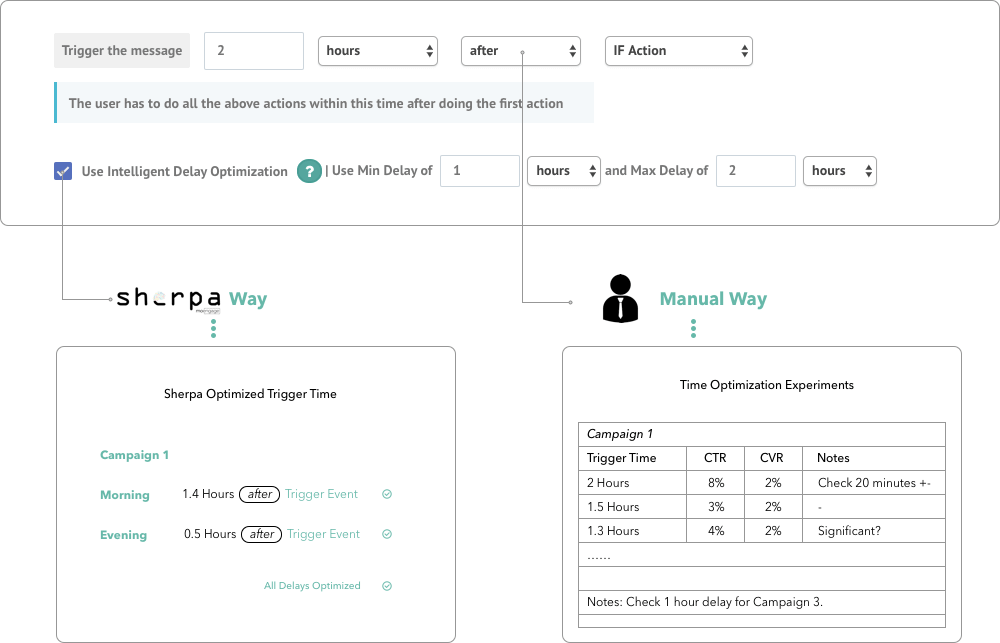 Trigger the message 2 hours after IF Action
The user has to do all the above actions within this time after doing the first action
Use Intelligent Delay Optimization ? | Use Min Delay of 1 hours and Max Delay of 2 hours
sherpa Way
Manual Way
Sherpa Optimized Trigger Time
Campaign 1
Morning 1.4 Hours after Trigger Event
Evening 0.5 Hours after Trigger Event
All Delays Optimized
Time Optimization Experiments
Campaign 1
Trigger Time CTR CVR Notes
2 Hours 8% 2% Check 20 minutes +-
1.5 Hours 3% 2% -
1.3 Hours 4% 2% Significant?
......
Notes: Check 1 hour delay for Campaign 3.